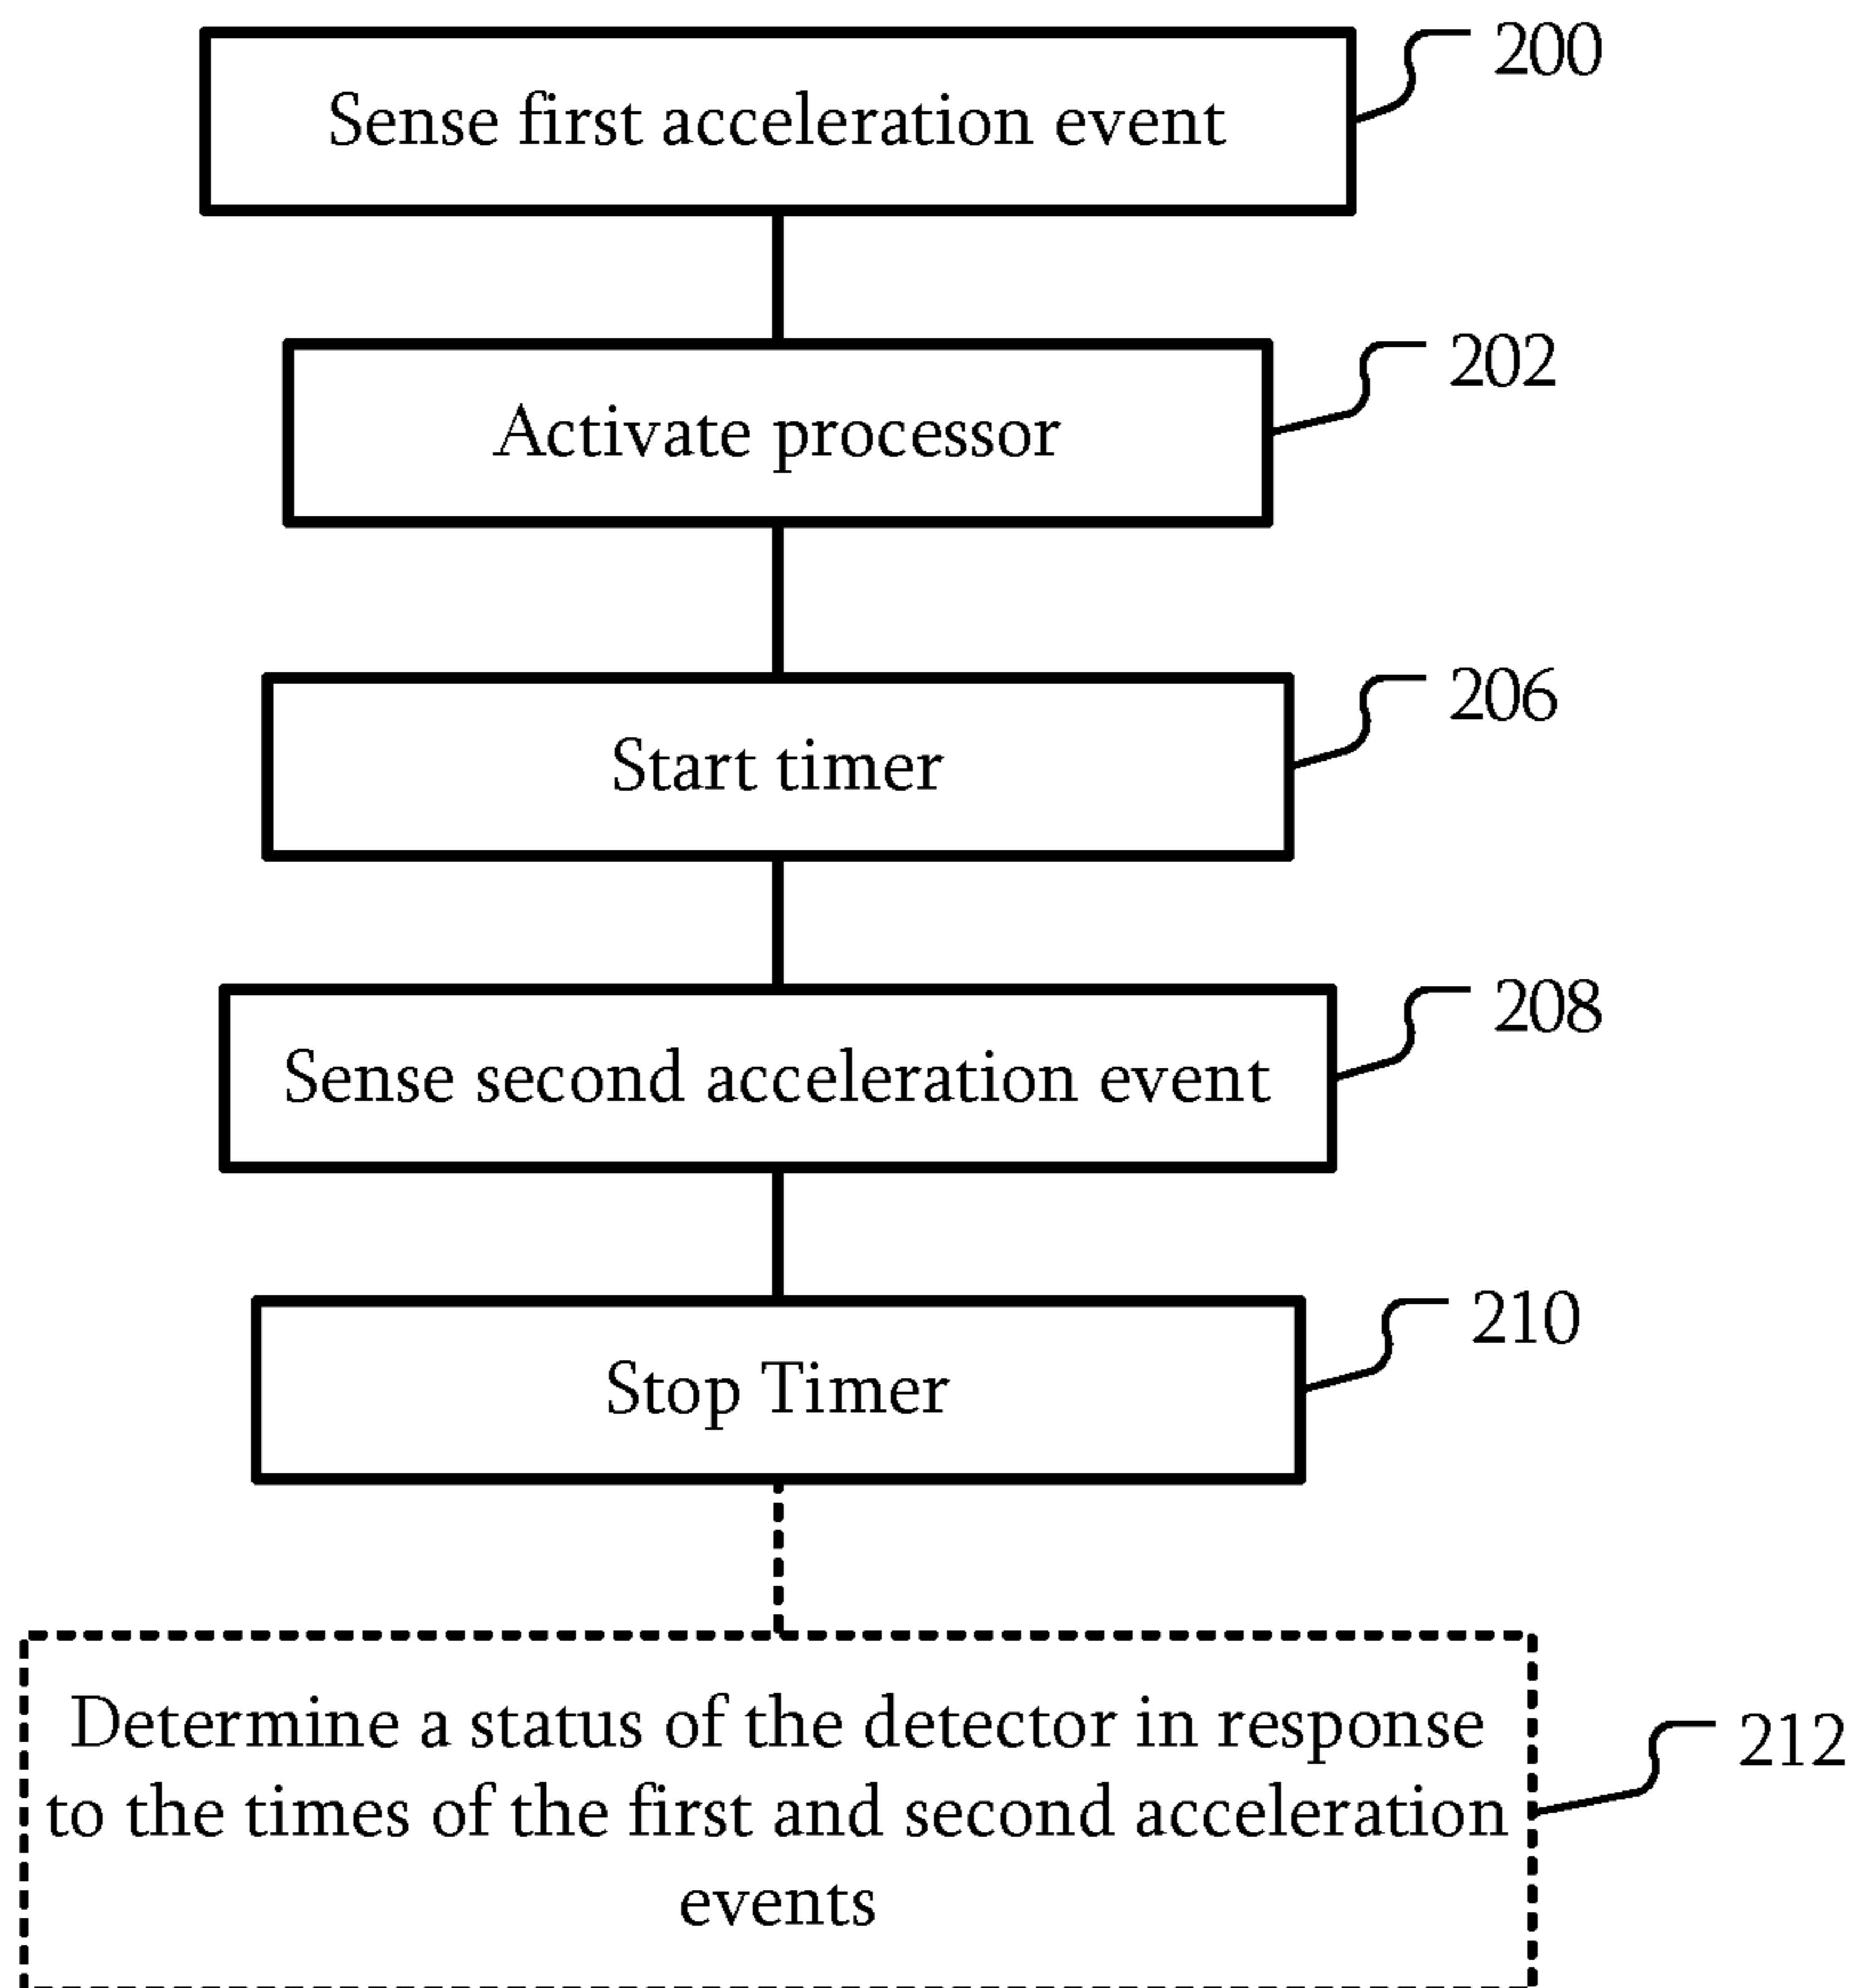 Sense first acceleration event
200
Activate processor
202
Start timer
206
Sense second acceleration event
208
Stop Timer
210
Determine a status of the detector in response
to the times of the first and second acceleration
events
212